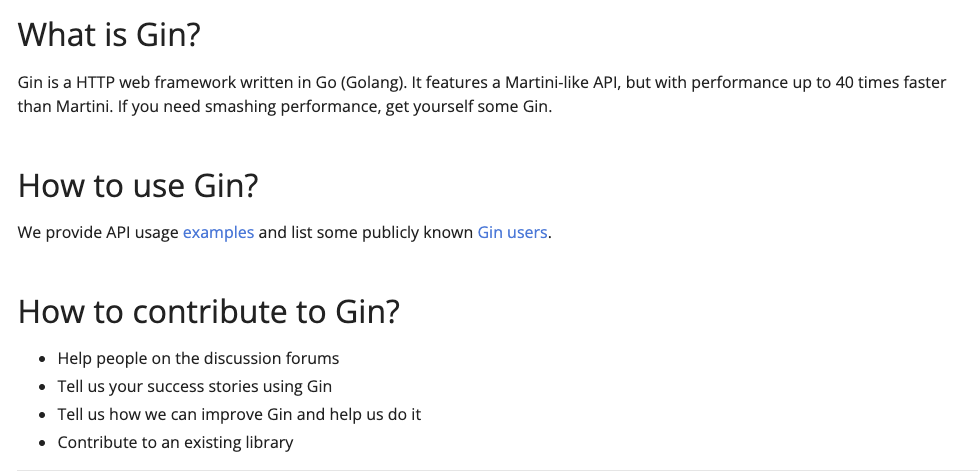 What is Gin?
Gin is a HTTP web framework written in Go (Golang). It features a Martini-like API, but with performance up to 40 times faster
than Martini. If you need smashing performance, get yourself some Gin.
How to use Gin?
We provide API usage examples and list some publicly known Gin users.
How to contribute to Gin?
• Help people on the discussion forums
• Tell us your success stories using Gin
• Tell us how we can improve Gin and help us do it
• Contribute to an existing library